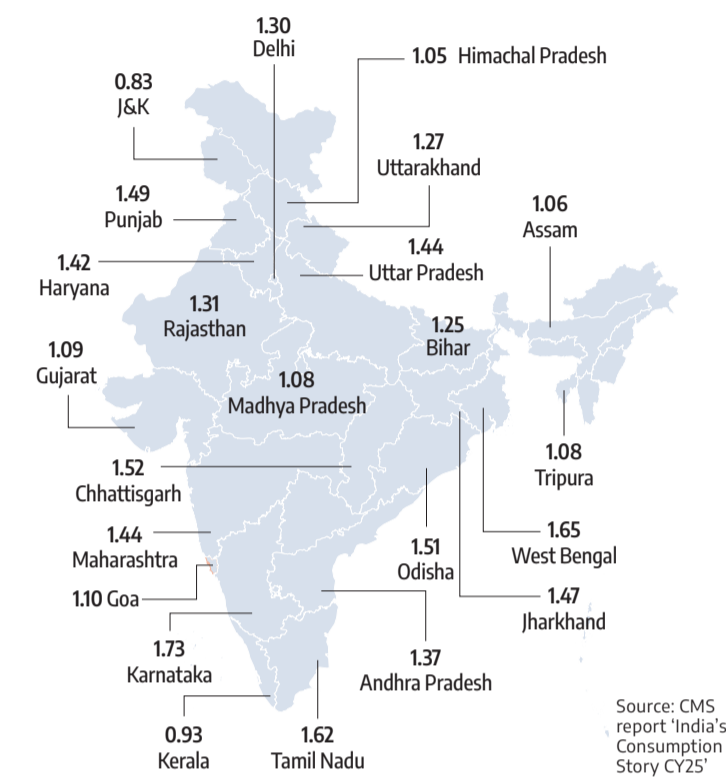 1.30
Delhi
1.05 Himachal Pradesh
0.83
J&K
1.27
Uttarakhand
1.49
Punjab
1.06
Assam
1.44
Uttar Pradesh
1.42
Haryana
1.31
Rajasthan
1.25
Bihar
1.09
Gujarat
1.08
Madhya Pradesh
1.08
Tripura
1.52
Chhattisgarh
1.44
Maharashtra
1.65
West Bengal
1.51
Odisha
1.10 Goa
1.47
Jharkhand
1.73
Karnataka
1.37
Andhra Pradesh
0.93
Kerala
1.62
Tamil Nadu
Source: CMS
report ‘India’s
Consumption
Story CY25’